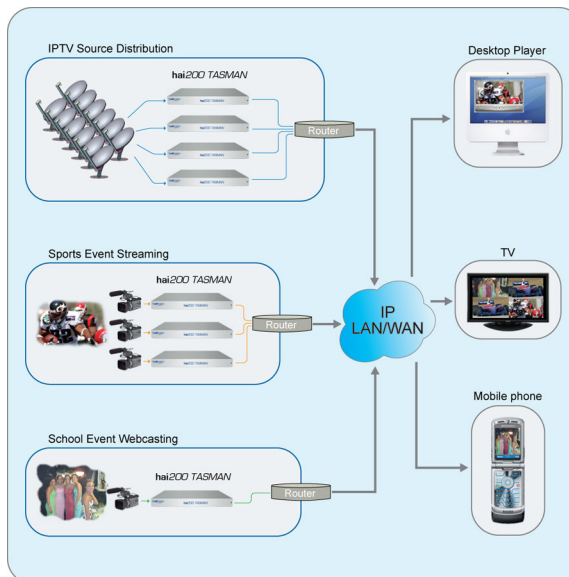 IPTV Source Distribution
hai200 TASMAN
Router
Desktop Player
Sports Event Streaming
hai200 TASMAN
Router
IP
LAN/WAN
TV
School Event Webcasting
hai200 TASMAN
Router
Mobile phone